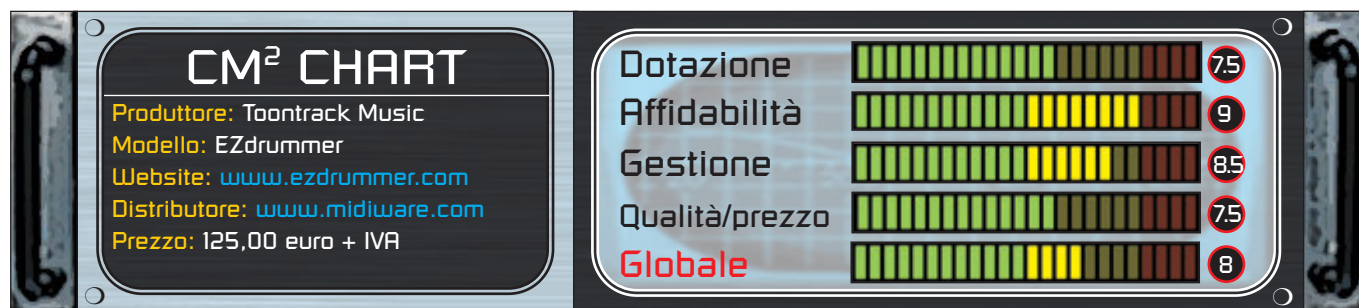 CM² CHART
Produttore: Toontrack Music
Modello: EZdrummer
Website: www.ezdrummer.com
Distributore: www.midiware.com
Prezzo: 125,00 euro + IVA
Dotazione 7.5
Affidabilità 9
Gestione 8.5
Qualità/prezzo 7.5
Globale 8